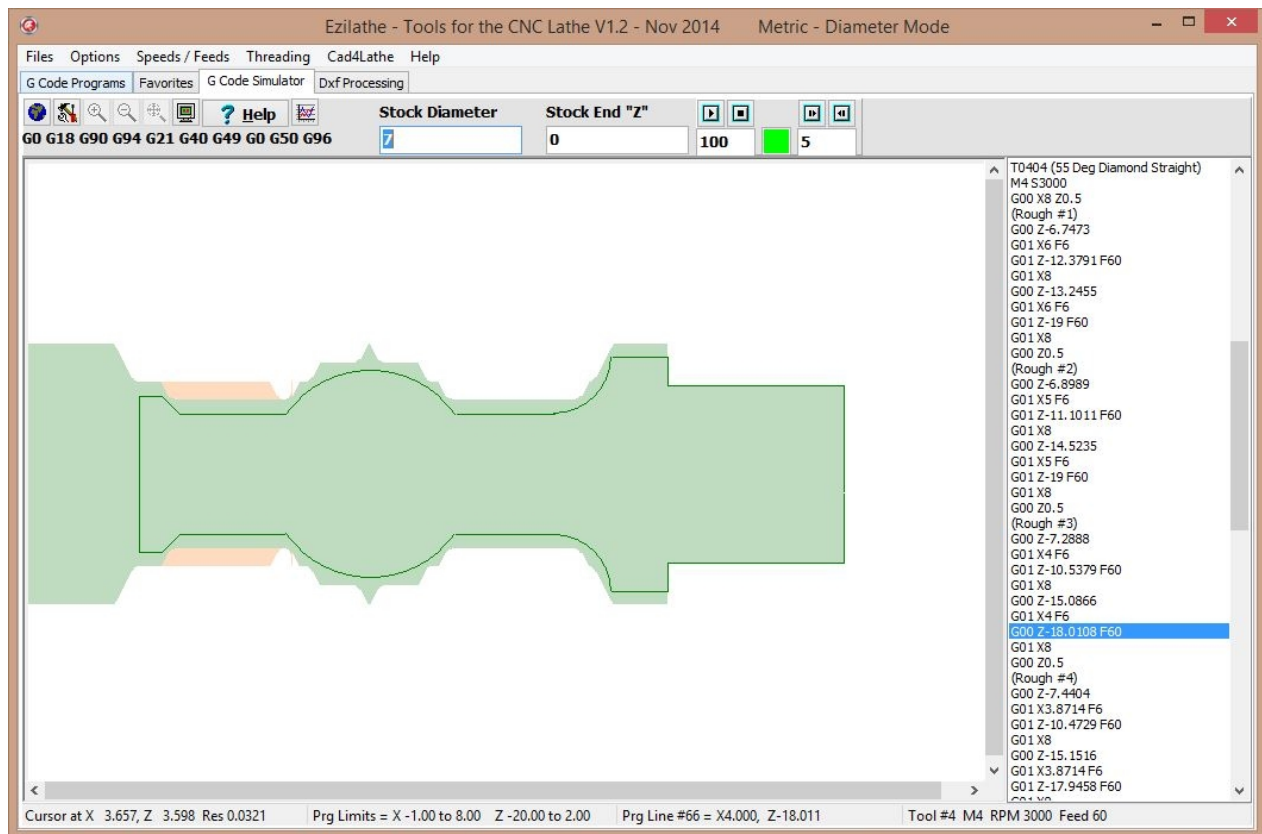 Ezilathe - Tools for the CNC Lathe V1.2 - Nov 2014 Metric - Diameter Mode
Files Options Speeds / Feeds Threading Cad4Lathe Help
G Code Programs Favorites G Code Simulator Dxf Processing
? Help Stock Diameter Stock End "Z"
G0 G18 G90 G94 G21 G40 G49 G0 G50 G96 7 0 100 5
T0404 (55 Deg Diamond Straight)
M4 S3000
G00 X8 Z0.5
(Rough #1)
G00 Z-6.7473
G01 X6 F6
G01 Z-12.3791 F60
G01 X8
G00 Z-13.2455
G01 X6 F6
G01 Z-19 F60
G01 X8
G00 Z0.5
(Rough #2)
G00 Z-6.8989
G01 X5 F6
G01 Z-11.1011 F60
G01 X8
G00 Z-14.5235
G01 X5 F6
G01 Z-19 F60
G01 X8
G00 Z0.5
(Rough #3)
G00 Z-7.2888
G01 X4 F6
G01 Z-10.5379 F60
G01 X8
G00 Z-15.0866
G01 X4 F6
G00 Z-18.0108 F60
G01 X8
G00 Z0.5
(Rough #4)
G00 Z-7.4404
G01 X3.8714 F6
G01 Z-10.4729 F60
G01 X8
G00 Z-15.1516
G01 X3.8714 F6
G01 Z-17.9458 F60
Cursor at X 3.657, Z 3.598 Res 0.0321 Prg Limits = X -1.00 to 8.00 Z -20.00 to 2.00 Prg Line #66 = X4.000, Z-18.011 Tool #4 M4 RPM 3000 Feed 60